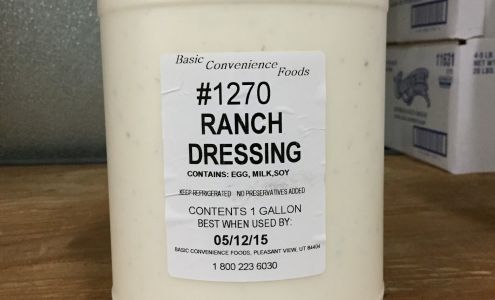 Basic Convenience
Foods
#1270
RANCH
DRESSING
CONTAINS: EGG, MILK,SOY
KEEP REFRIGERATED NO PRESERVATIVES ADDED
CONTENTS 1 GALLON
BEST WHEN USED BY:
05/12/15
BASIC CONVENIENCE FOODS, PLEASANT VIEW, UT 84404
1 800 223 6030
11631